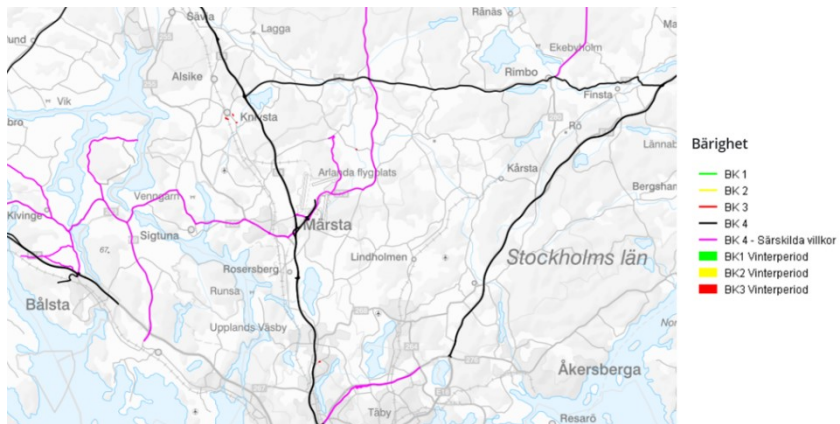 Sävja
Lagga
Rånäs
Ekebyholm
Alsike
Rimbo
Vik
Finsta
Knivsta
Rö
Kårsta
Arlanda flygplats
Venngarn
Kivinge
Sigtuna
Märsta
67
Lindholmen
Stockholms län
Rosersberg
Runsa
Bålsta
Upplands Väsby
Åkersberga
Täby
Resarö
Bärighet
BK 1
BK 2
BK 3
BK 4
BK 4 - Särskilda villkor
BK1 Vinterperiod
BK2 Vinterperiod
BK3 Vinterperiod